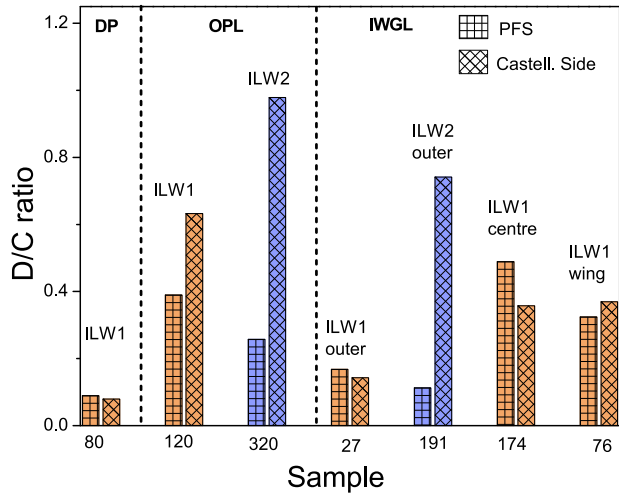 1.2
0.8
0.4
0.0
D/C ratio
DP
OPL
IWGL
PFS
Castell. Side
ILW1
ILW1
ILW2
ILW1
outer
ILW2
outer
ILW1
centre
ILW1
wing
80
120
320
27
191
174
76
Sample